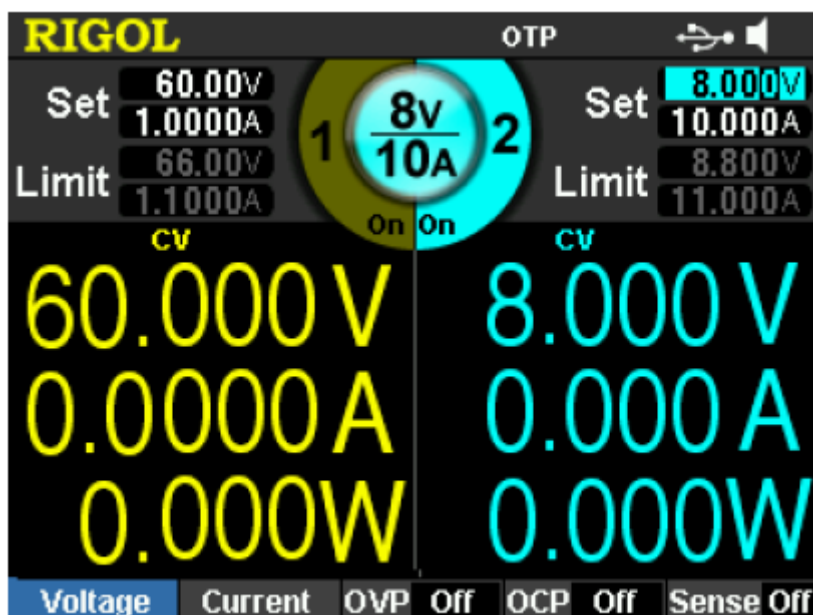 RIGOL OTP
Set 60.00V 8V Set 8.000V
1.0000A 1 10A 2 10.000A
Limit 66.00V Limit 8.800V
1.1000A On On 11.000A
CV CV
60.000 V 8.000 V
0.0000 A 0.000 A
0.000W 0.000W
Voltage Current OVP Off OCP Off Sense Off